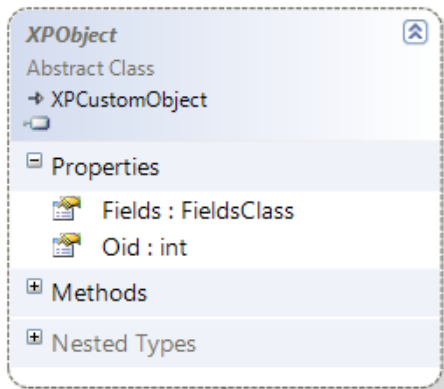 XPObject
Abstract Class
XPCustomObject
Properties
Fields : FieldsClass
Oid : int
Methods
Nested Types